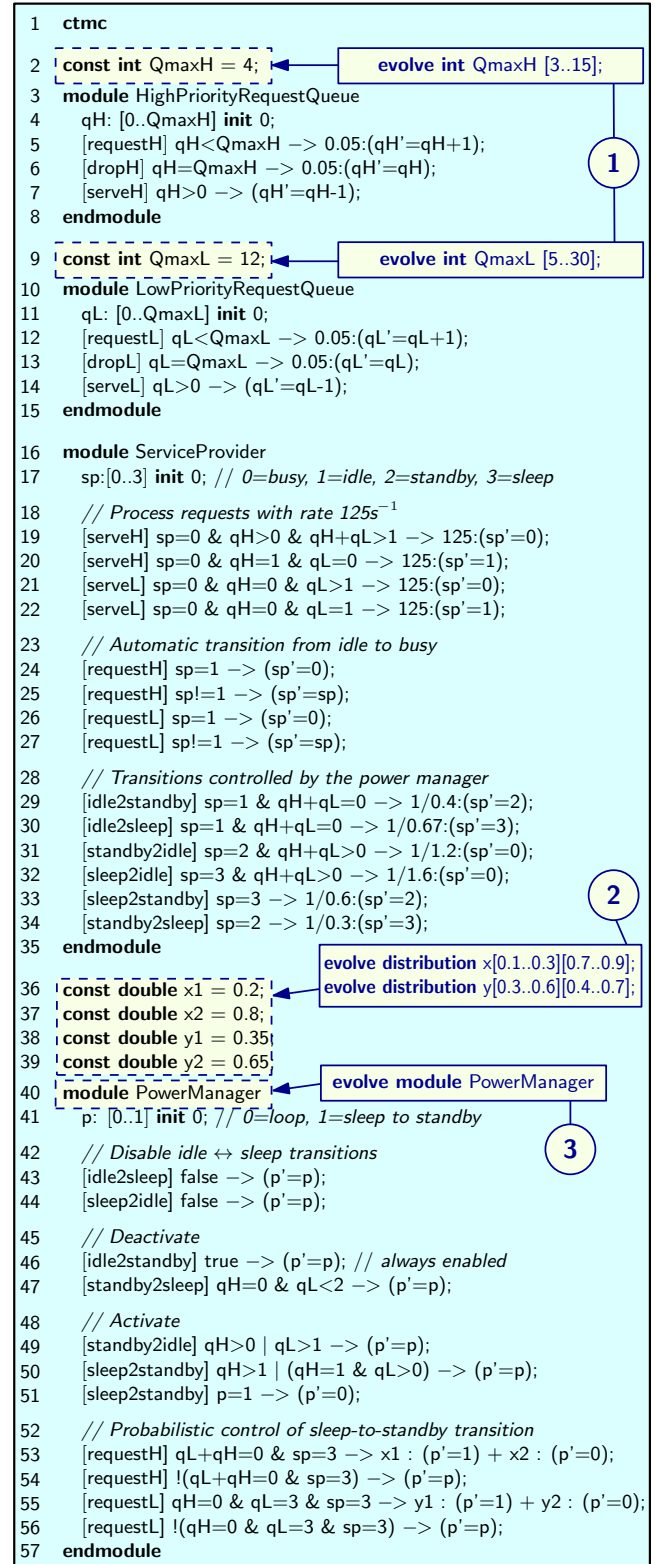 1 ctmc
2 const int QmaxH = 4; evolve int QmaxH [3..15];
3 module HighPriorityRequestQueue
4 qH: [0..QmaxH] init 0;
5 [requestH] qH<QmaxH −> 0.05:(qH'=qH+1);
6 [dropH] qH=QmaxH −> 0.05:(qH'=qH);
1
7 [serveH] qH>0 −> (qH'=qH-1);
8 endmodule
9 const int QmaxL = 12; evolve int QmaxL [5..30];
10 module LowPriorityRequestQueue
11 qL: [0..QmaxL] init 0;
12 [requestL] qL<QmaxL −> 0.05:(qL'=qL+1);
13 [dropL] qL=QmaxL −> 0.05:(qL'=qL);
14 [serveL] qL>0 −> (qL'=qL-1);
15 endmodule
16 module ServiceProvider
17 sp:[0..3] init 0; // 0=busy, 1=idle, 2=standby, 3=sleep
18 // Process requests with rate 125s⁻¹
19 [serveH] sp=0 & qH>0 & qH+qL>1 −> 125:(sp'=0);
20 [serveH] sp=0 & qH=1 & qL=0 −> 125:(sp'=1);
21 [serveL] sp=0 & qH=0 & qL>1 −> 125:(sp'=0);
22 [serveL] sp=0 & qH=0 & qL=1 −> 125:(sp'=1);
23 // Automatic transition from idle to busy
24 [requestH] sp=1 −> (sp'=0);
25 [requestH] sp!=1 −> (sp'=sp);
26 [requestL] sp=1 −> (sp'=0);
27 [requestL] sp!=1 −> (sp'=sp);
28 // Transitions controlled by the power manager
29 [idle2standby] sp=1 & qH+qL=0 −> 1/0.4:(sp'=2);
30 [idle2sleep] sp=1 & qH+qL=0 −> 1/0.67:(sp'=3);
31 [standby2idle] sp=2 & qH+qL>0 −> 1/1.2:(sp'=0);
32 [sleep2idle] sp=3 & qH+qL>0 −> 1/1.6:(sp'=0);
33 [sleep2standby] sp=3 −> 1/0.6:(sp'=2);
2
34 [standby2sleep] sp=2 −> 1/0.3:(sp'=3);
35 endmodule
evolve distribution x[0.1..0.3][0.7..0.9];
evolve distribution y[0.3..0.6][0.4..0.7];
36 const double x1 = 0.2;
37 const double x2 = 0.8;
38 const double y1 = 0.35;
39 const double y2 = 0.65;
40 module PowerManager evolve module PowerManager
41 p: [0..1] init 0; // 0=loop, 1=sleep to standby
3
42 // Disable idle ↔ sleep transitions
43 [idle2sleep] false −> (p'=p);
44 [sleep2idle] false −> (p'=p);
45 // Deactivate
46 [idle2standby] true −> (p'=p); // always enabled
47 [standby2sleep] qH=0 & qL<2 −> (p'=p);
48 // Activate
49 [standby2idle] qH>0 | qL>1 −> (p'=p);
50 [sleep2standby] qH>1 | (qH=1 & qL>0) −> (p'=p);
51 [sleep2standby] p=1 −> (p'=0);
52 // Probabilistic control of sleep-to-standby transition
53 [requestH] qL+qH=0 & sp=3 −> x1 : (p'=1) + x2 : (p'=0);
54 [requestH] !(qL+qH=0 & sp=3) −> (p'=p);
55 [requestL] qH=0 & qL=3 & sp=3 −> y1 : (p'=1) + y2 : (p'=0);
56 [requestL] !(qH=0 & qL=3 & sp=3) −> (p'=p);
57 endmodule